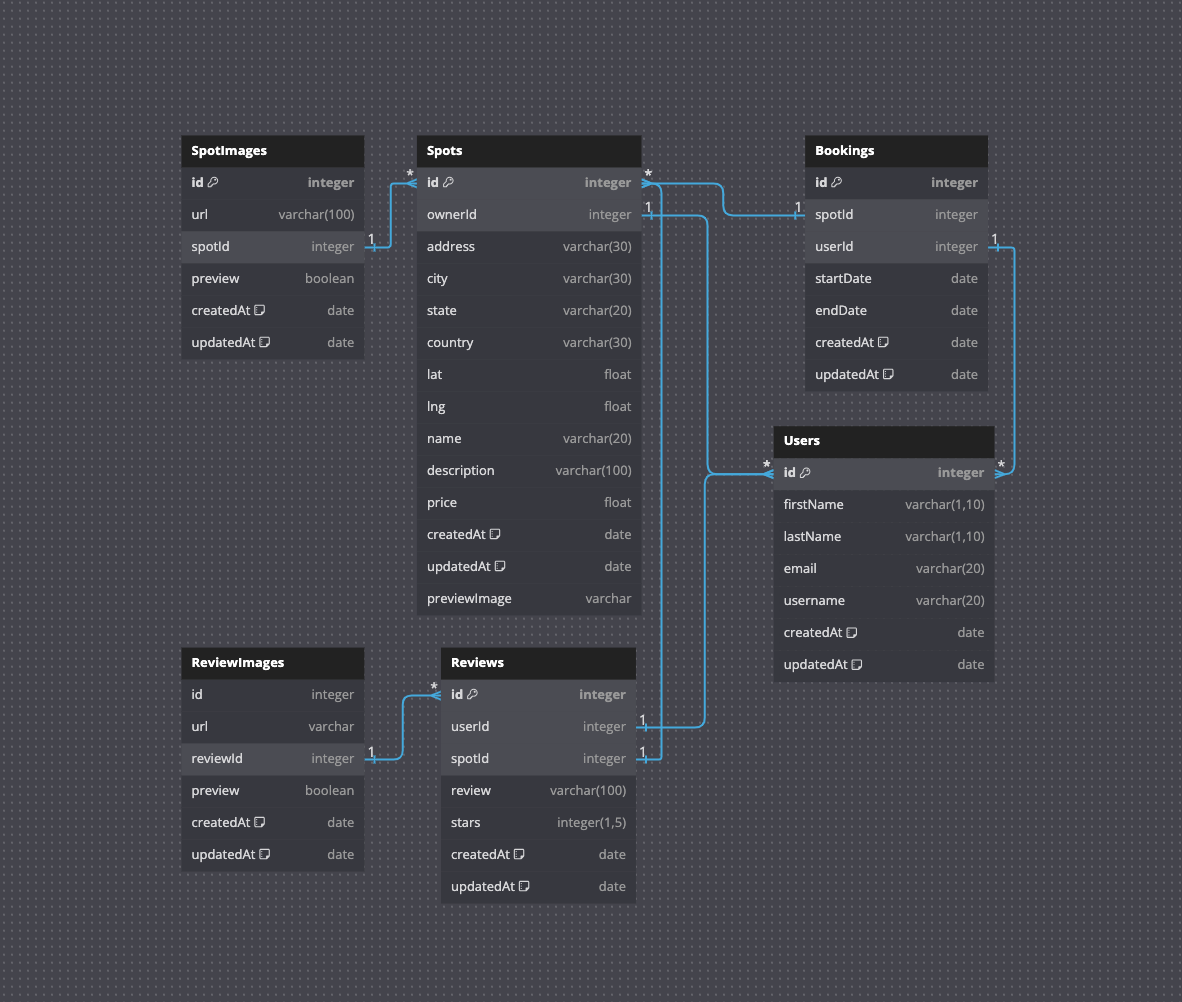 SpotImages
id integer
url varchar(100)
spotId integer
preview boolean
createdAt date
updatedAt date
Spots
id integer
ownerId integer
address varchar(30)
city varchar(30)
state varchar(20)
country varchar(30)
lat float
lng float
name varchar(20)
description varchar(100)
price float
createdAt date
updatedAt date
previewImage varchar
Bookings
id integer
spotId integer
userId integer
startDate date
endDate date
createdAt date
updatedAt date
Users
id integer
firstName varchar(1,10)
lastName varchar(1,10)
email varchar(20)
username varchar(20)
createdAt date
updatedAt date
ReviewImages
id integer
url varchar
reviewId integer
preview boolean
createdAt date
updatedAt date
Reviews
id integer
userId integer
spotId integer
review varchar(100)
stars integer(1,5)
createdAt date
updatedAt date
1
*
*
1
1
1
*
*
1
*
1
1